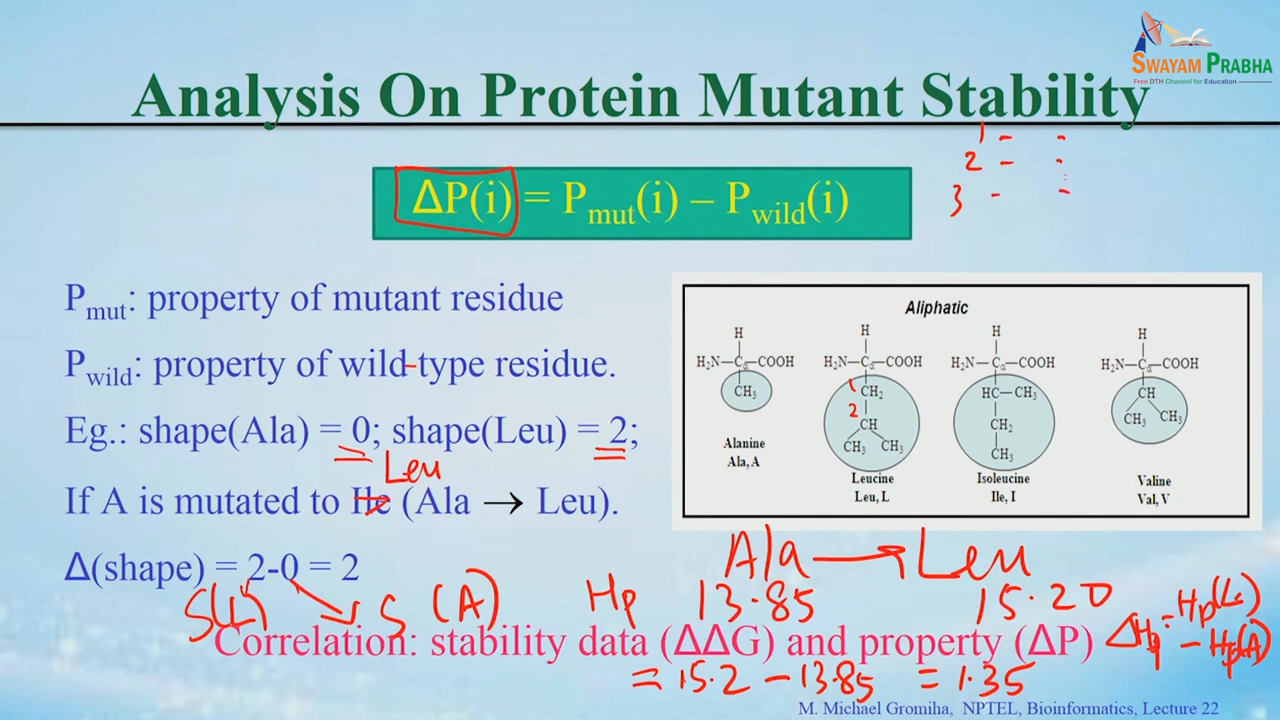 SWAYAM PRABHA
Free DTH Channel for Education
Analysis On Protein Mutant Stability
1 -
2 -
3 -
ΔP(i) = Pmut(i) – Pwild(i)
Pmut: property of mutant residue
Pwild: property of wild-type residue.
Eg.: shape(Ala) = 0; shape(Leu) = 2;
Leu
If A is mutated to Ile (Ala → Leu).
Δ(shape) = 2-0 = 2
S(L) S (A)
Aliphatic
H
H₂N—Cα—COOH
CH₃
Alanine
Ala, A
H
H₂N—Cα—COOH
1 CH₂
2
CH
CH₃ CH₃
Leucine
Leu, L
H
H₂N—Cα—COOH
HC—CH₃
CH₂
CH₃
Isoleucine
Ile, I
H
H₂N—Cα—COOH
CH
CH₃ CH₃
Valine
Val, V
Ala → Leu
Hp 13.85 15.20
ΔHp = Hp(L)
- Hp(A)
Correlation: stability data (ΔΔG) and property (ΔP)
= 15.2 - 13.85 = 1.35
M. Michael Gromiha, NPTEL, Bioinformatics, Lecture 22